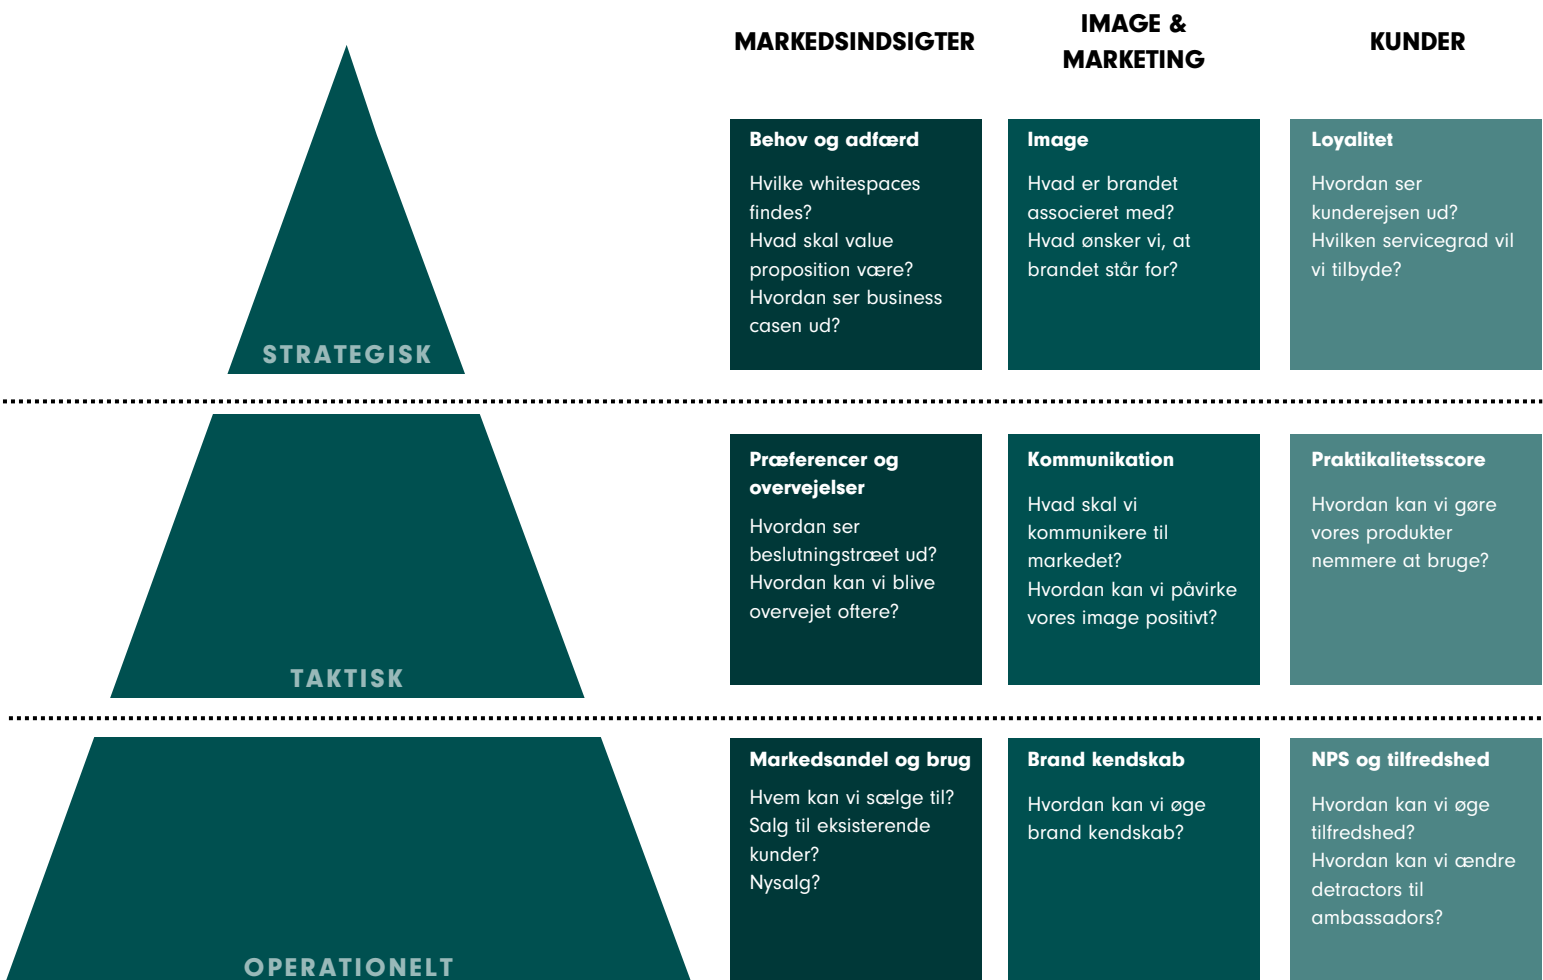 MARKEDSINDSIGTER
IMAGE &
MARKETING
KUNDER
STRATEGISK
Behov og adfærd
Hvilke whitespaces
findes?
Hvad skal value
proposition være?
Hvordan ser business
casen ud?
Image
Hvad er brandet
associeret med?
Hvad ønsker vi, at
brandet står for?
Loyalitet
Hvordan ser
kunderejsen ud?
Hvilken servicegrad vil
vi tilbyde?
TAKTISK
Præferencer og
overvejelser
Hvordan ser
beslutningstræet ud?
Hvordan kan vi blive
overvejet oftere?
Kommunikation
Hvad skal vi
kommunikere til
markedet?
Hvordan kan vi påvirke
vores image positivt?
Praktikalitetsscore
Hvordan kan vi gøre
vores produkter
nemmere at bruge?
OPERATIONELT
Markedsandel og brug
Hvem kan vi sælge til?
Salg til eksisterende
kunder?
Nysalg?
Brand kendskab
Hvordan kan vi øge
brand kendskab?
NPS og tilfredshed
Hvordan kan vi øge
tilfredshed?
Hvordan kan vi ændre
detractors til
ambassadors?